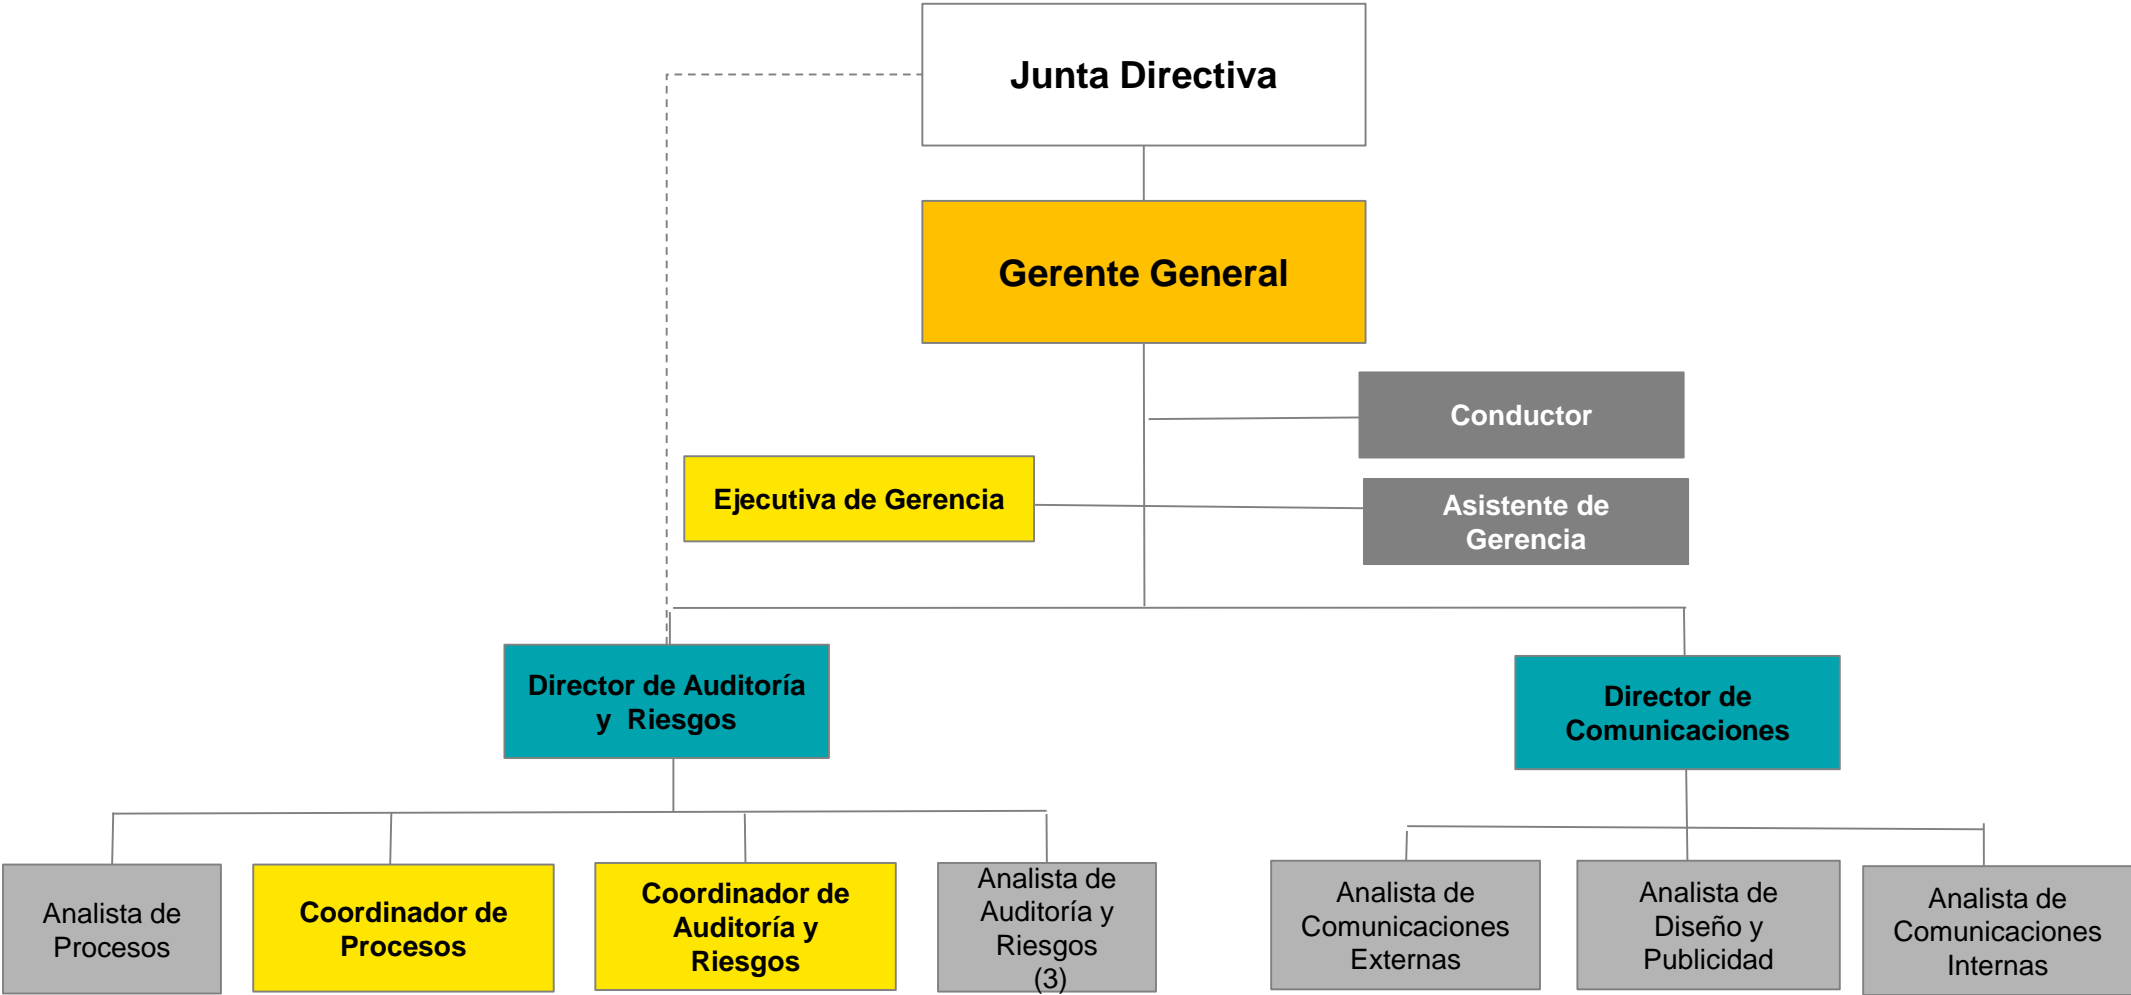 Junta Directiva
Gerente General
Conductor
Ejecutiva de Gerencia
Asistente de
Gerencia
Director de Auditoría
y Riesgos
Director de
Comunicaciones
Analista de
Procesos
Coordinador de
Procesos
Coordinador de
Auditoría y
Riesgos
Analista de
Auditoría y
Riesgos
(3)
Analista de
Comunicaciones
Externas
Analista de
Diseño y
Publicidad
Analista de
Comunicaciones
Internas